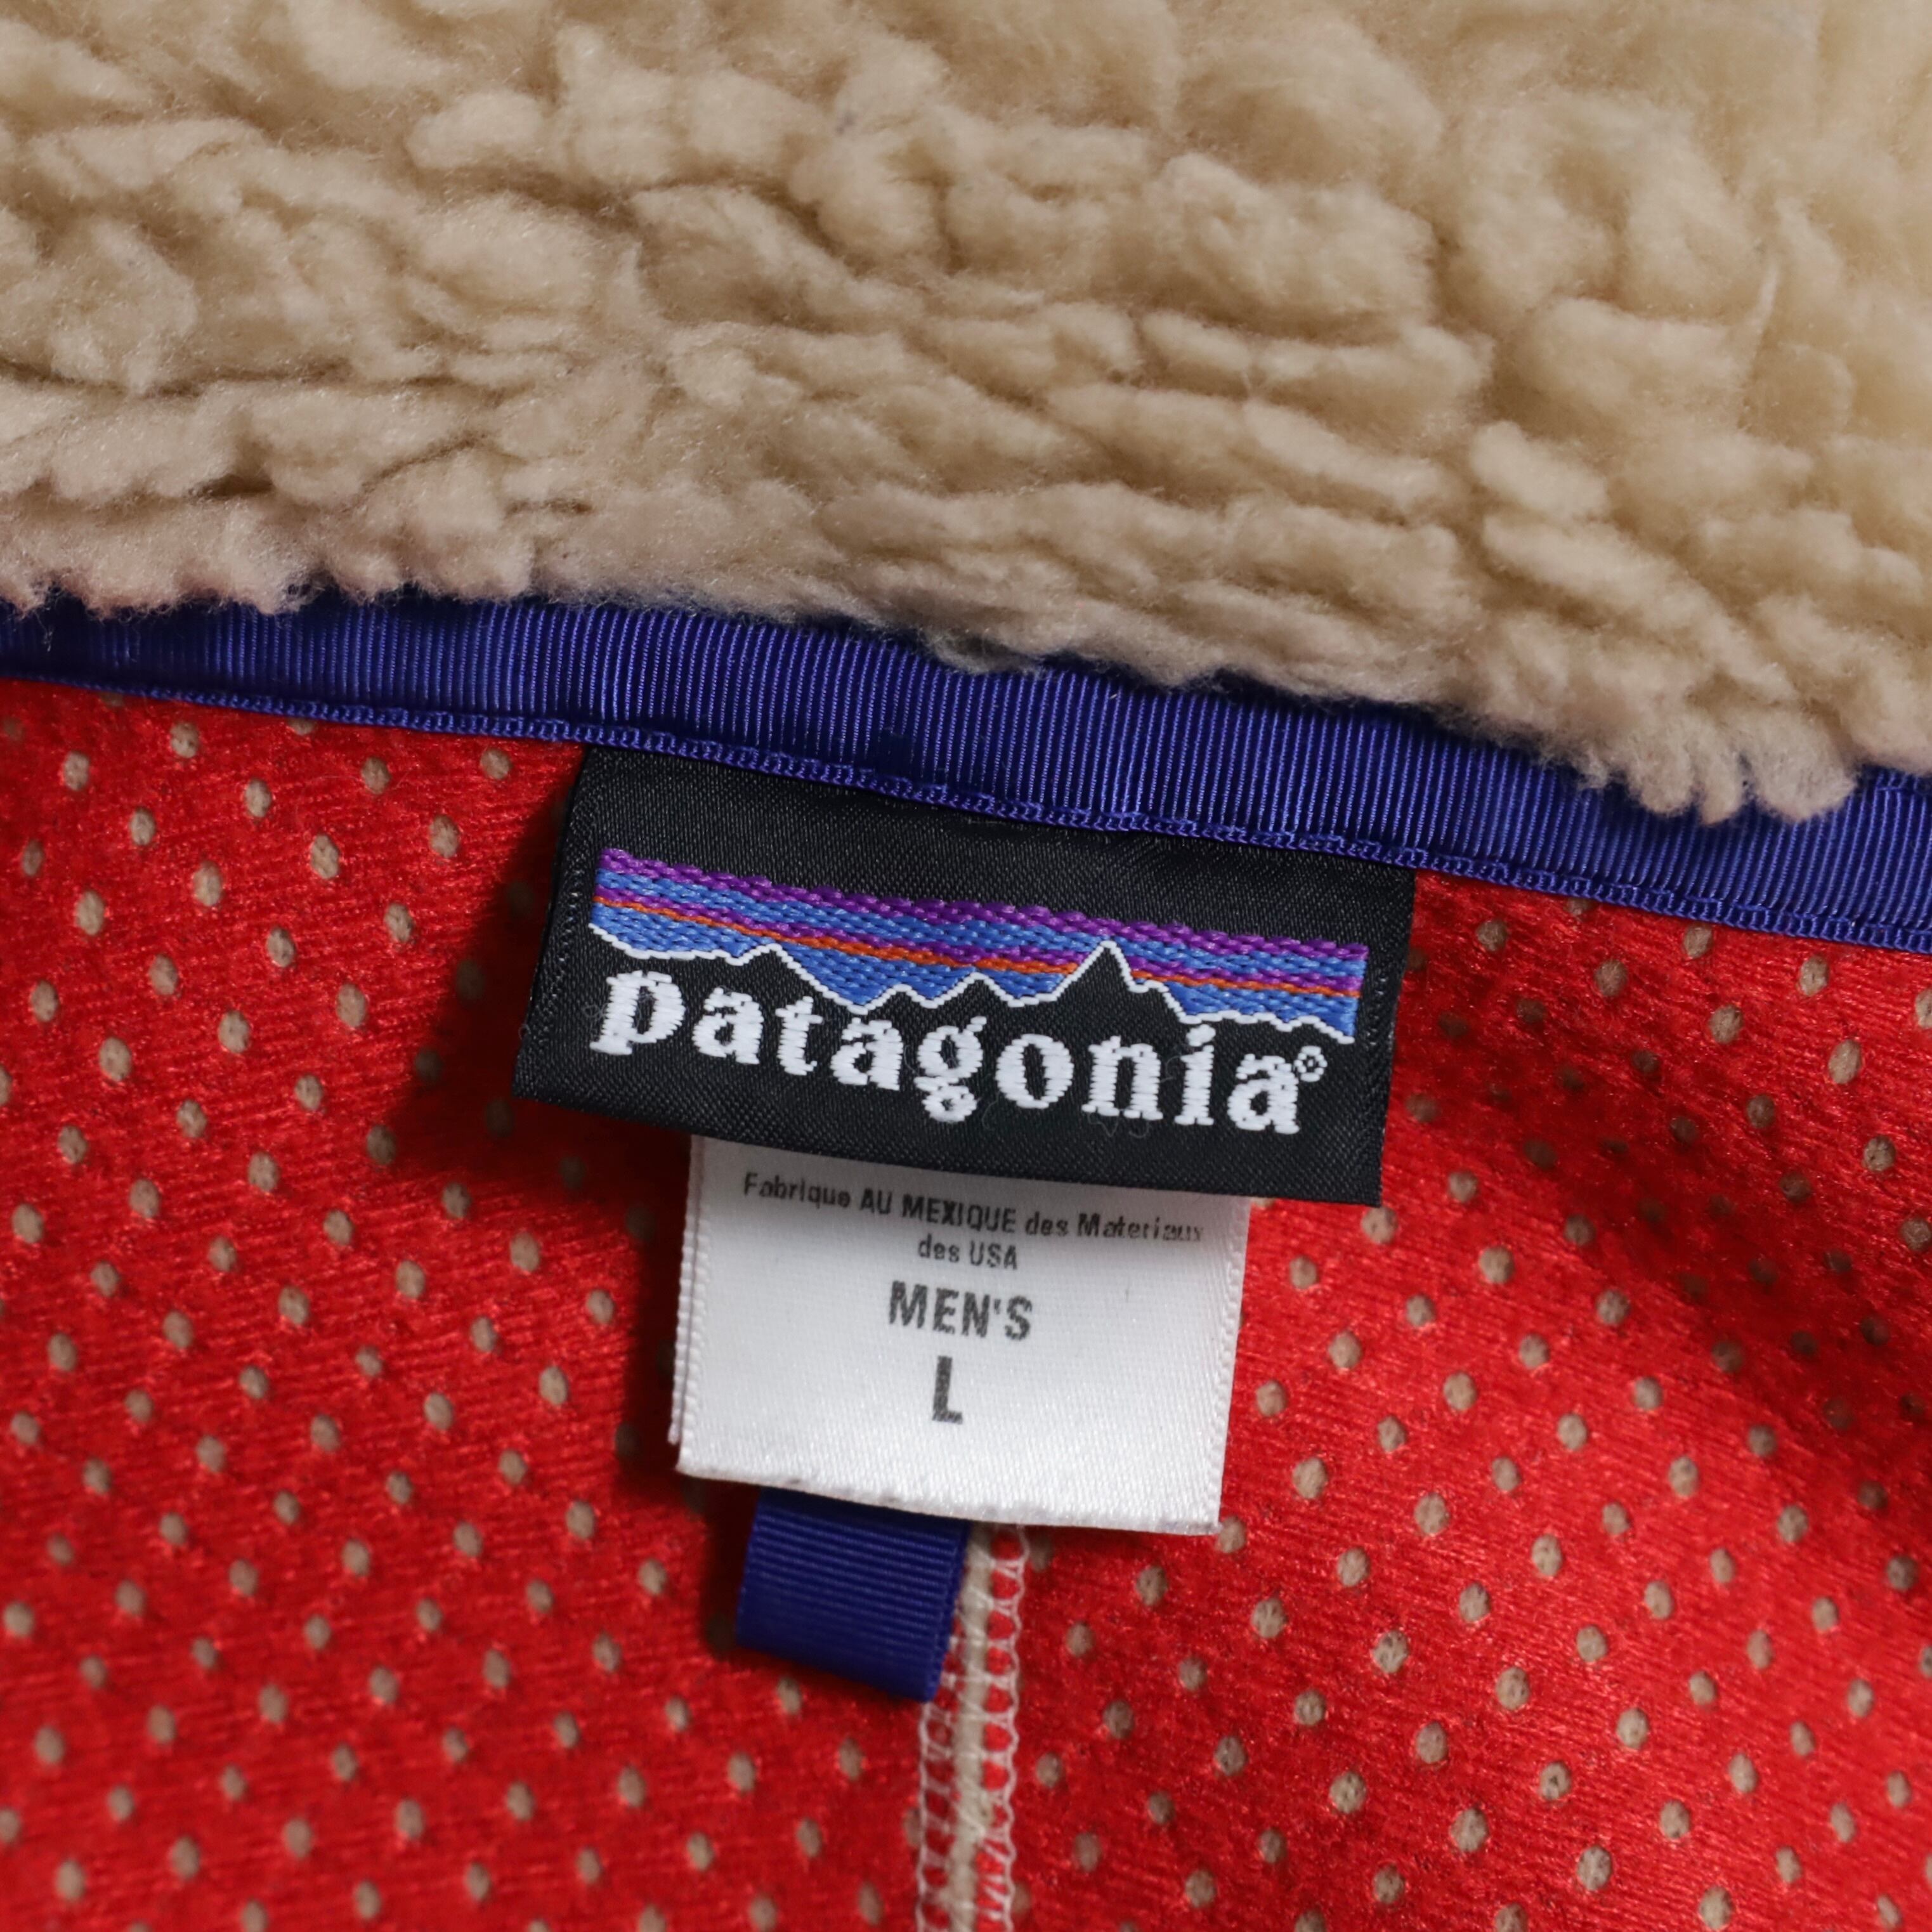 patagonia®
Fabrique AU MEXIQUE des Materiaux
des USA
MEN'S
L